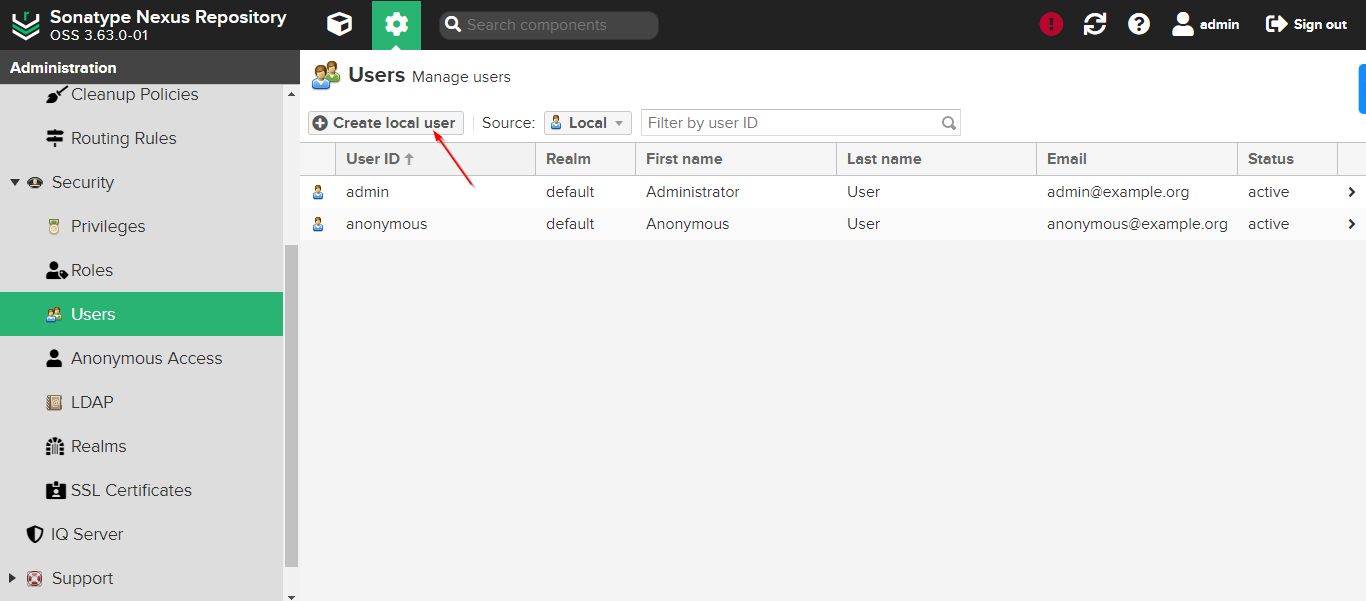 Sonatype Nexus Repository
OSS 3.63.0-01
Search components
admin
Sign out
Administration
Cleanup Policies
Routing Rules
Security
Privileges
Roles
Users
Anonymous Access
LDAP
Realms
SSL Certificates
IQ Server
Support
Users Manage users
Create local user Source: Local Filter by user ID
User ID Realm First name Last name Email Status
admin default Administrator User admin@example.org active
anonymous default Anonymous User anonymous@example.org active